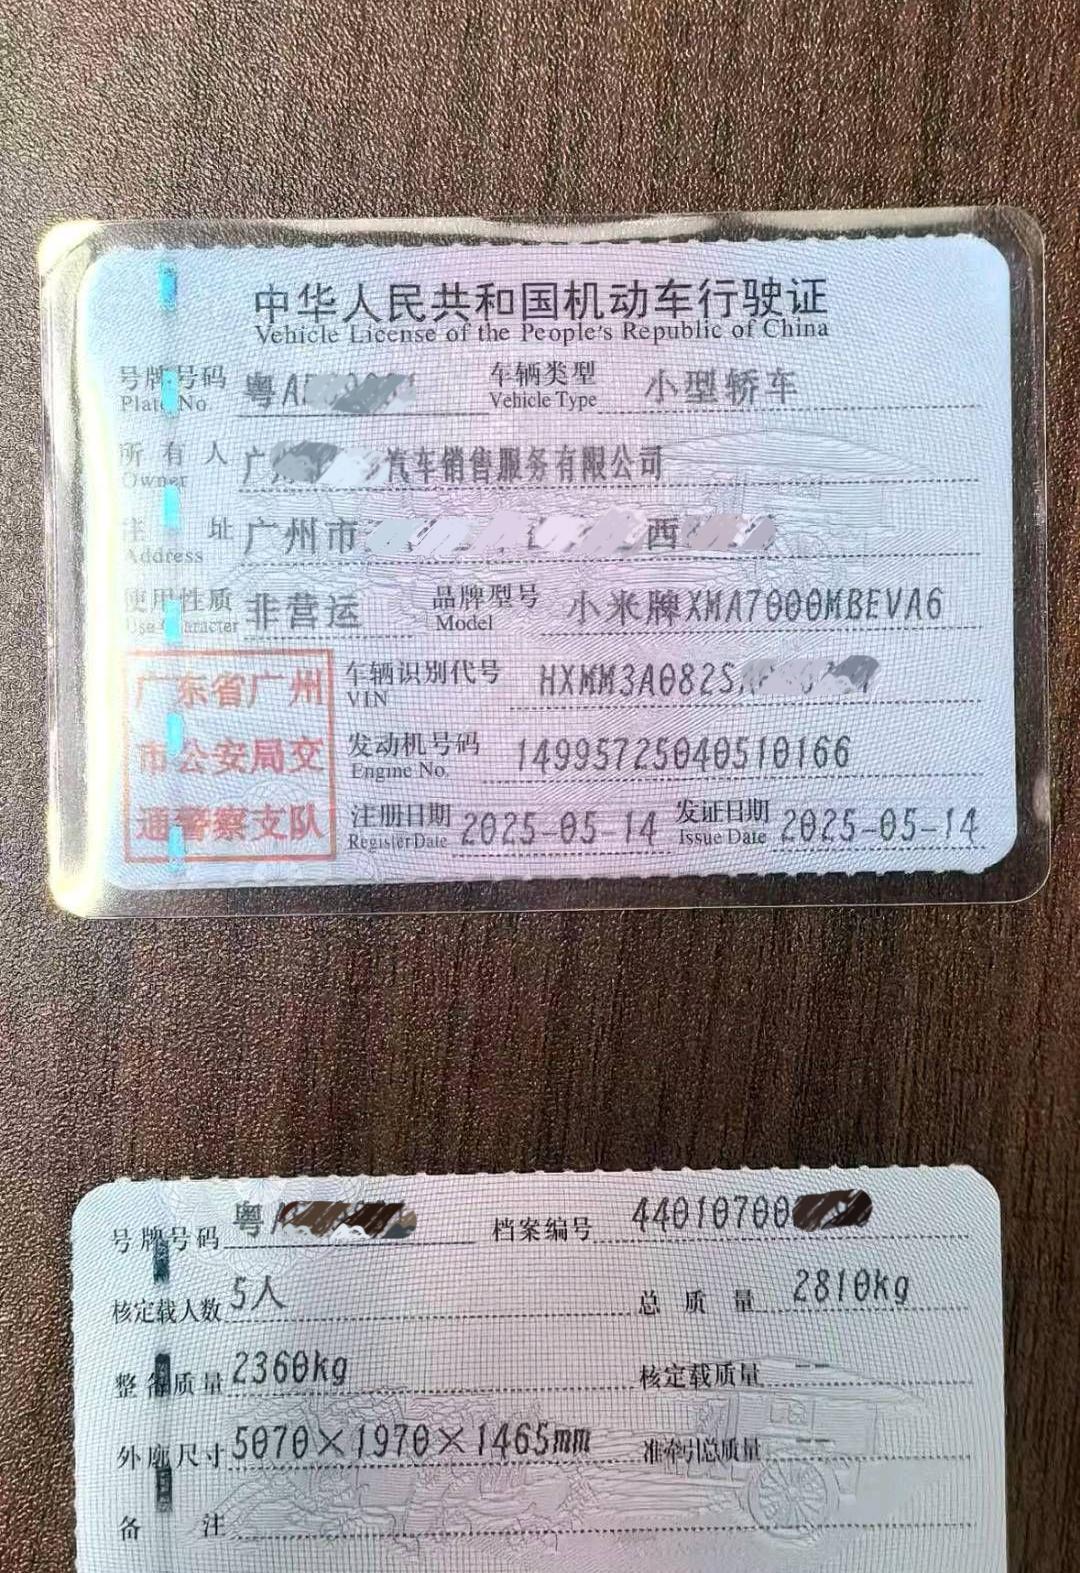 中华人民共和国机动车行驶证
Vehicle License of the People's Republic of China
号牌号码 粤A 车辆类型 小型轿车
Plate No. Vehicle Type
所有人 广 汽车销售服务有限公司
Owner
住址 广州市 西
Address
使用性质 非营运 品牌型号 小米牌XMA7000MBEVA6
Use Character Model
车辆识别代号 HXMM3A082S
VIN
发动机号码 14995725040510166
Engine No.
注册日期 2025-05-14 发证日期 2025-05-14
Register Date Issue Date
广东省广州
市公安局交
通警察支队
号牌号码 粤A 档案编号 44010700
核定载人数 5人 总质量 2810kg
整备质量 2360kg 核定载质量 --
外廓尺寸 5070×1970×1465mm 准牵引总质量 --
备注